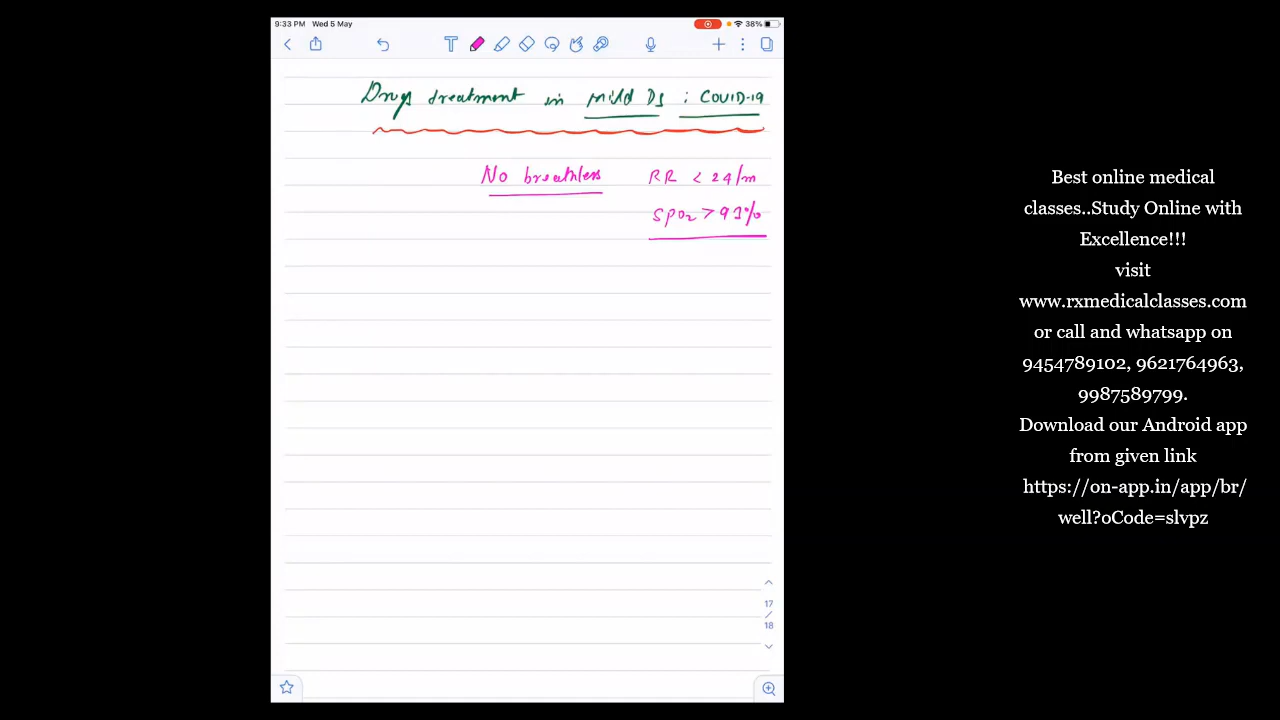 9:33 PM Wed 5 May
38%
T
Drugs treatment in mild Ds : COVID-19
No breathless RR < 24/m
SpO2 > 93%
17
/
18
Best online medical
classes..Study Online with
Excellence!!!
visit
www.rxmedicalclasses.com
or call and whatsapp on
9454789102, 9621764963,
9987589799.
Download our Android app
from given link
https://on-app.in/app/br/
well?oCode=slvpz